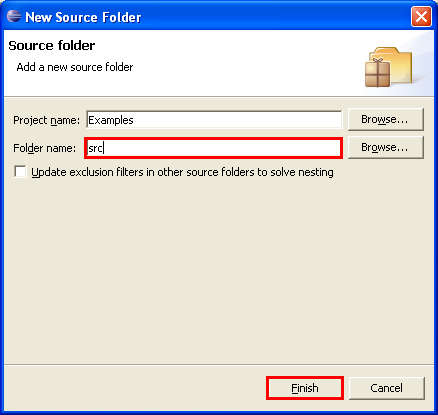 New Source Folder
Source folder
Add a new source folder
Project name: Examples Browse...
Folder name: src Browse...
Update exclusion filters in other source folders to solve nesting
Finish Cancel